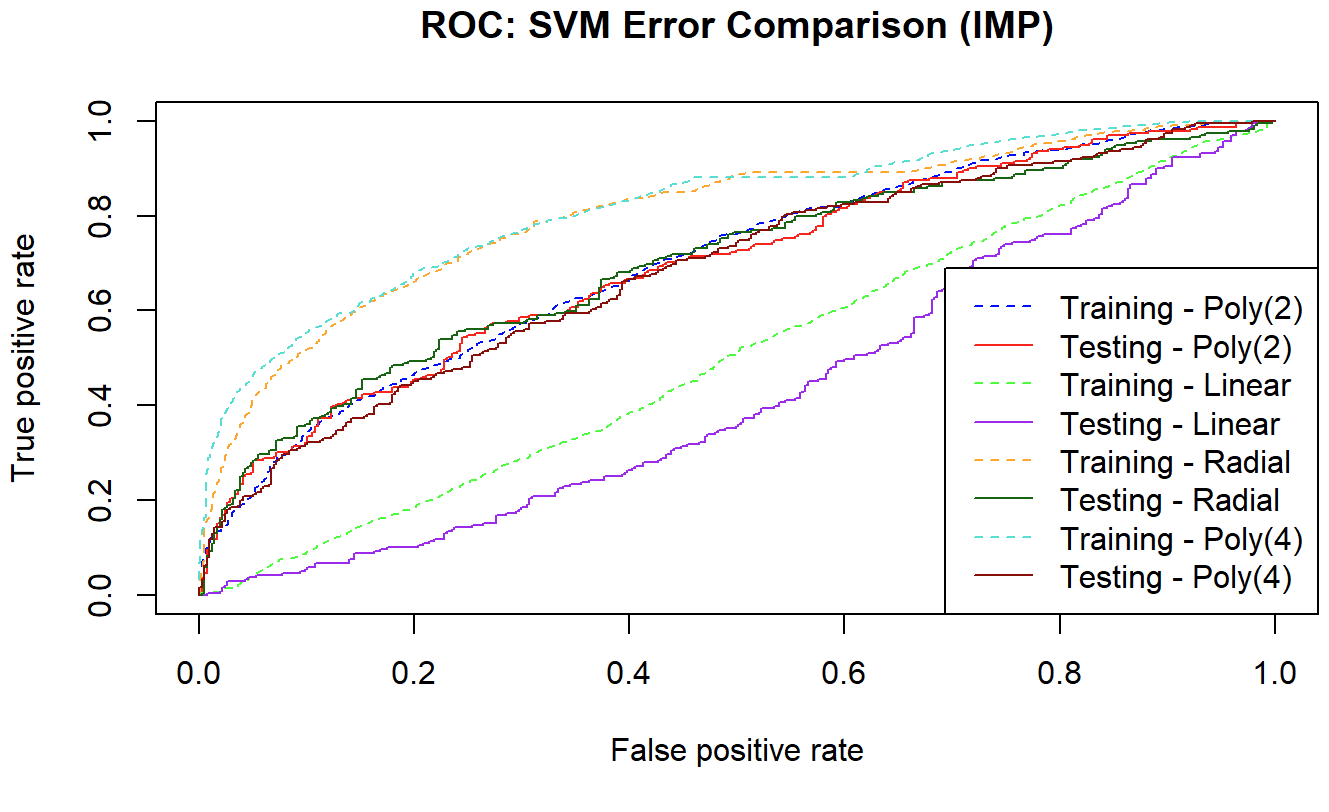 ROC: SVM Error Comparison (IMP)
True positive rate
1.0
0.8
0.6
0.4
0.2
0.0
Training - Poly(2)
Testing - Poly(2)
Training - Linear
Testing - Linear
Training - Radial
Testing - Radial
Training - Poly(4)
Testing - Poly(4)
0.0 0.2 0.4 0.6 0.8 1.0
False positive rate